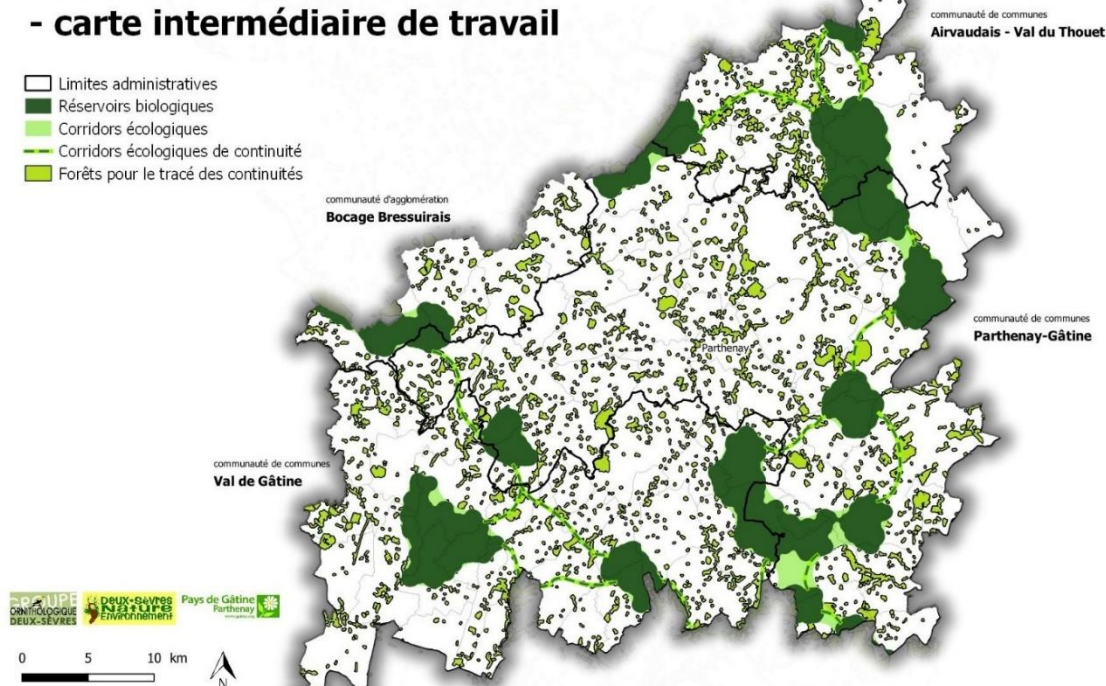 - carte intermédiaire de travail
communauté de communes
Airvaudais - Val du Thouet
Limites administratives
Réservoirs biologiques
Corridors écologiques
Corridors écologiques de continuité
Forêts pour le tracé des continuités
communauté d'agglomération
Bocage Bressuirais
communauté de communes
Parthenay-Gâtine
Parthenay
communauté de communes
Val de Gâtine
GROUPE
ORNITHOLOGIQUE
DEUX-SÈVRES
DEUX-SÈVRES
Nature
Environnement
Pays de Gâtine
Parthenay
0 5 10 km
N